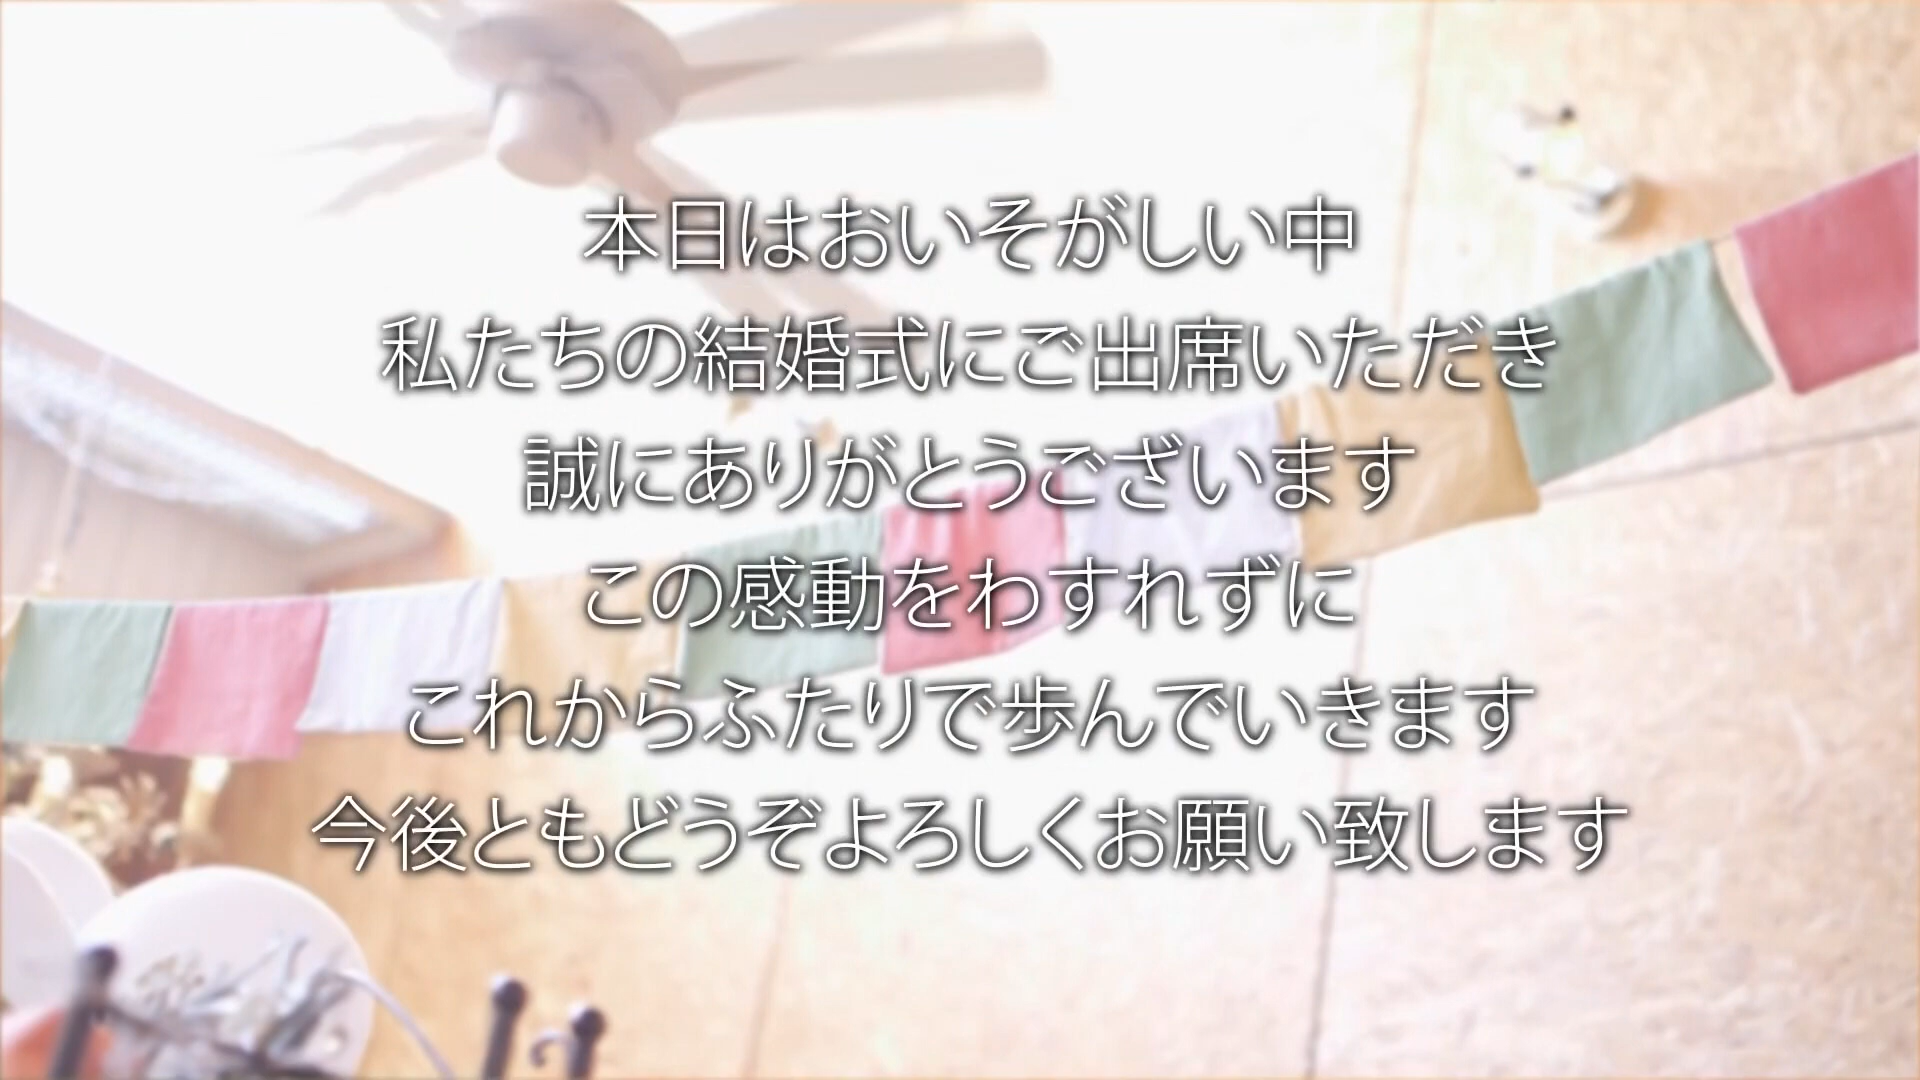 本日はおいそがしい中
私たちの結婚式にご出席いただき
誠にありがとうございます
この感動をわすれずに
これからふたりで歩んでいきます
今後ともどうぞよろしくお願い致します